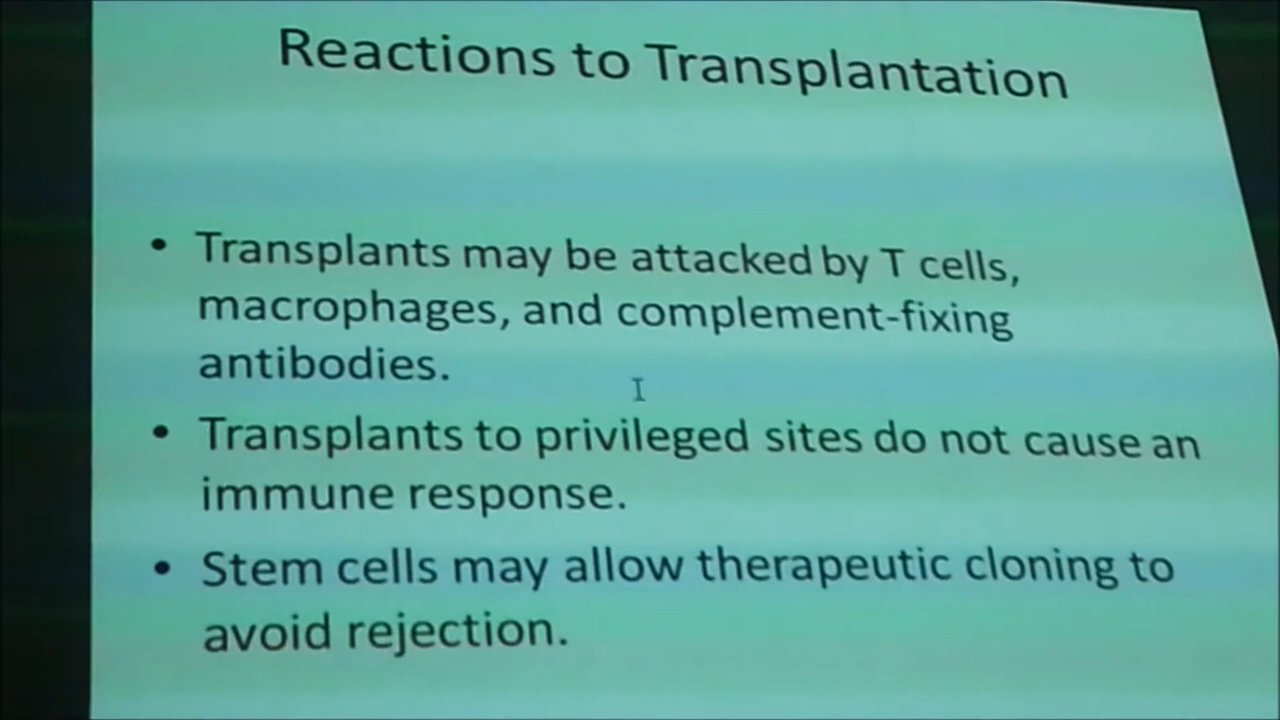 Reactions to Transplantation
• Transplants may be attacked by T cells,
macrophages, and complement-fixing
antibodies.
• Transplants to privileged sites do not cause an
immune response.
• Stem cells may allow therapeutic cloning to
avoid rejection.